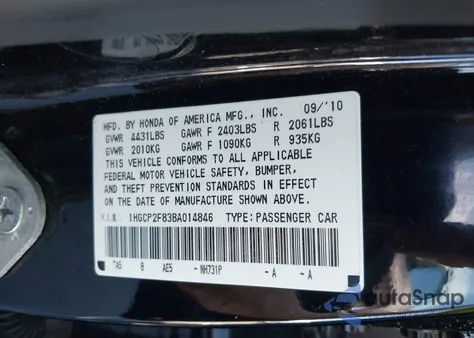 MFD. BY HONDA OF AMERICA MFG., INC. 09/'10
GVWR 4431LBS GAWR F 2403LBS R 2061LBS
GVWR 2010KG GAWR F 1090KG R 935KG
THIS VEHICLE CONFORMS TO ALL APPLICABLE
FEDERAL MOTOR VEHICLE SAFETY, BUMPER,
AND THEFT PREVENTION STANDARDS IN EFFECT
ON THE DATE OF MANUFACTURE SHOWN ABOVE.
V.I.N.: 1HGCP2F83BA014846 TYPE: PASSENGER CAR
TA5 B AE5 - NH731P - A - A
AutoSnap